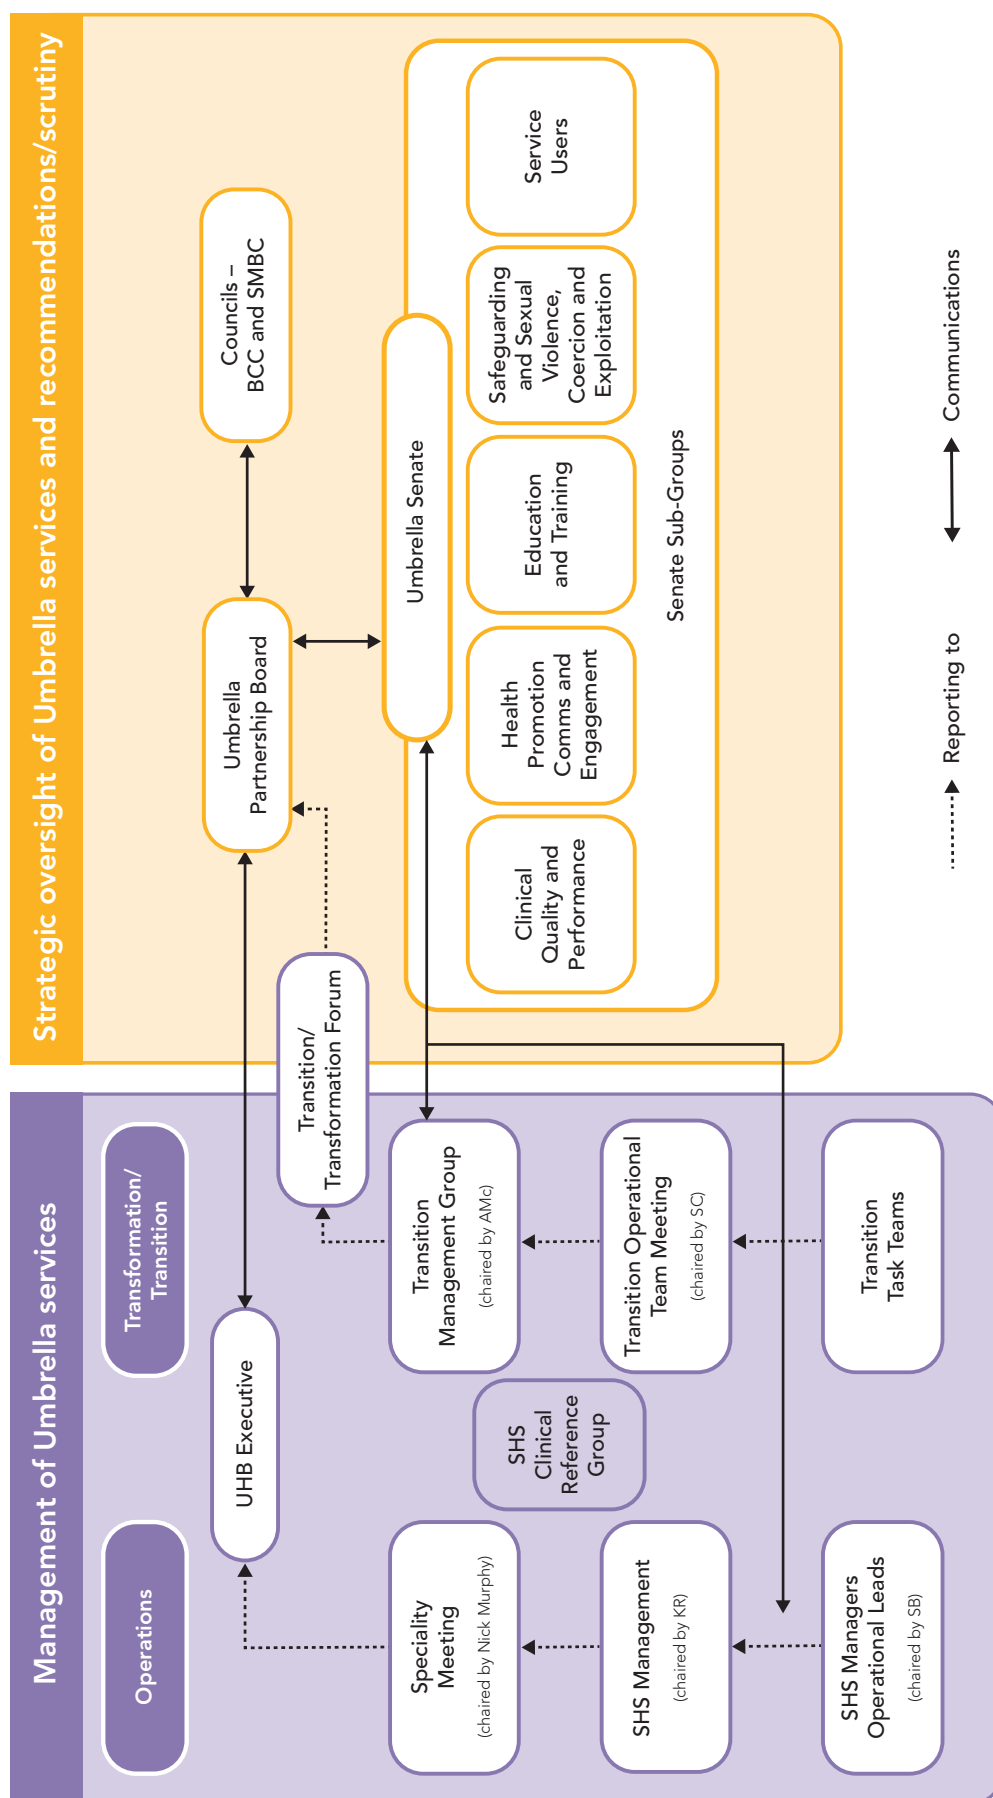 Management of Umbrella services
Operations
Transformation/
Transition
UHB Executive
Speciality
Meeting
(chaired by Nick Murphy)
SHS Management
(chaired by KR)
SHS Managers
Operational Leads
(chaired by SB)
SHS
Clinical
Reference
Group
Transition/
Transformation Forum
Transition
Management Group
(chaired by AMc)
Transition Operational
Team Meeting
(chaired by SC)
Transition
Task Teams
Strategic oversight of Umbrella services and recommendations/scrutiny
Umbrella
Partnership Board
Councils –
BCC and SMBC
Umbrella Senate
Clinical
Quality and
Performance
Health
Promotion
Comms and
Engagement
Education
and Training
Safeguarding
and Sexual
Violence,
Coercion and
Exploitation
Service
Users
Senate Sub-Groups
Reporting to
Communications